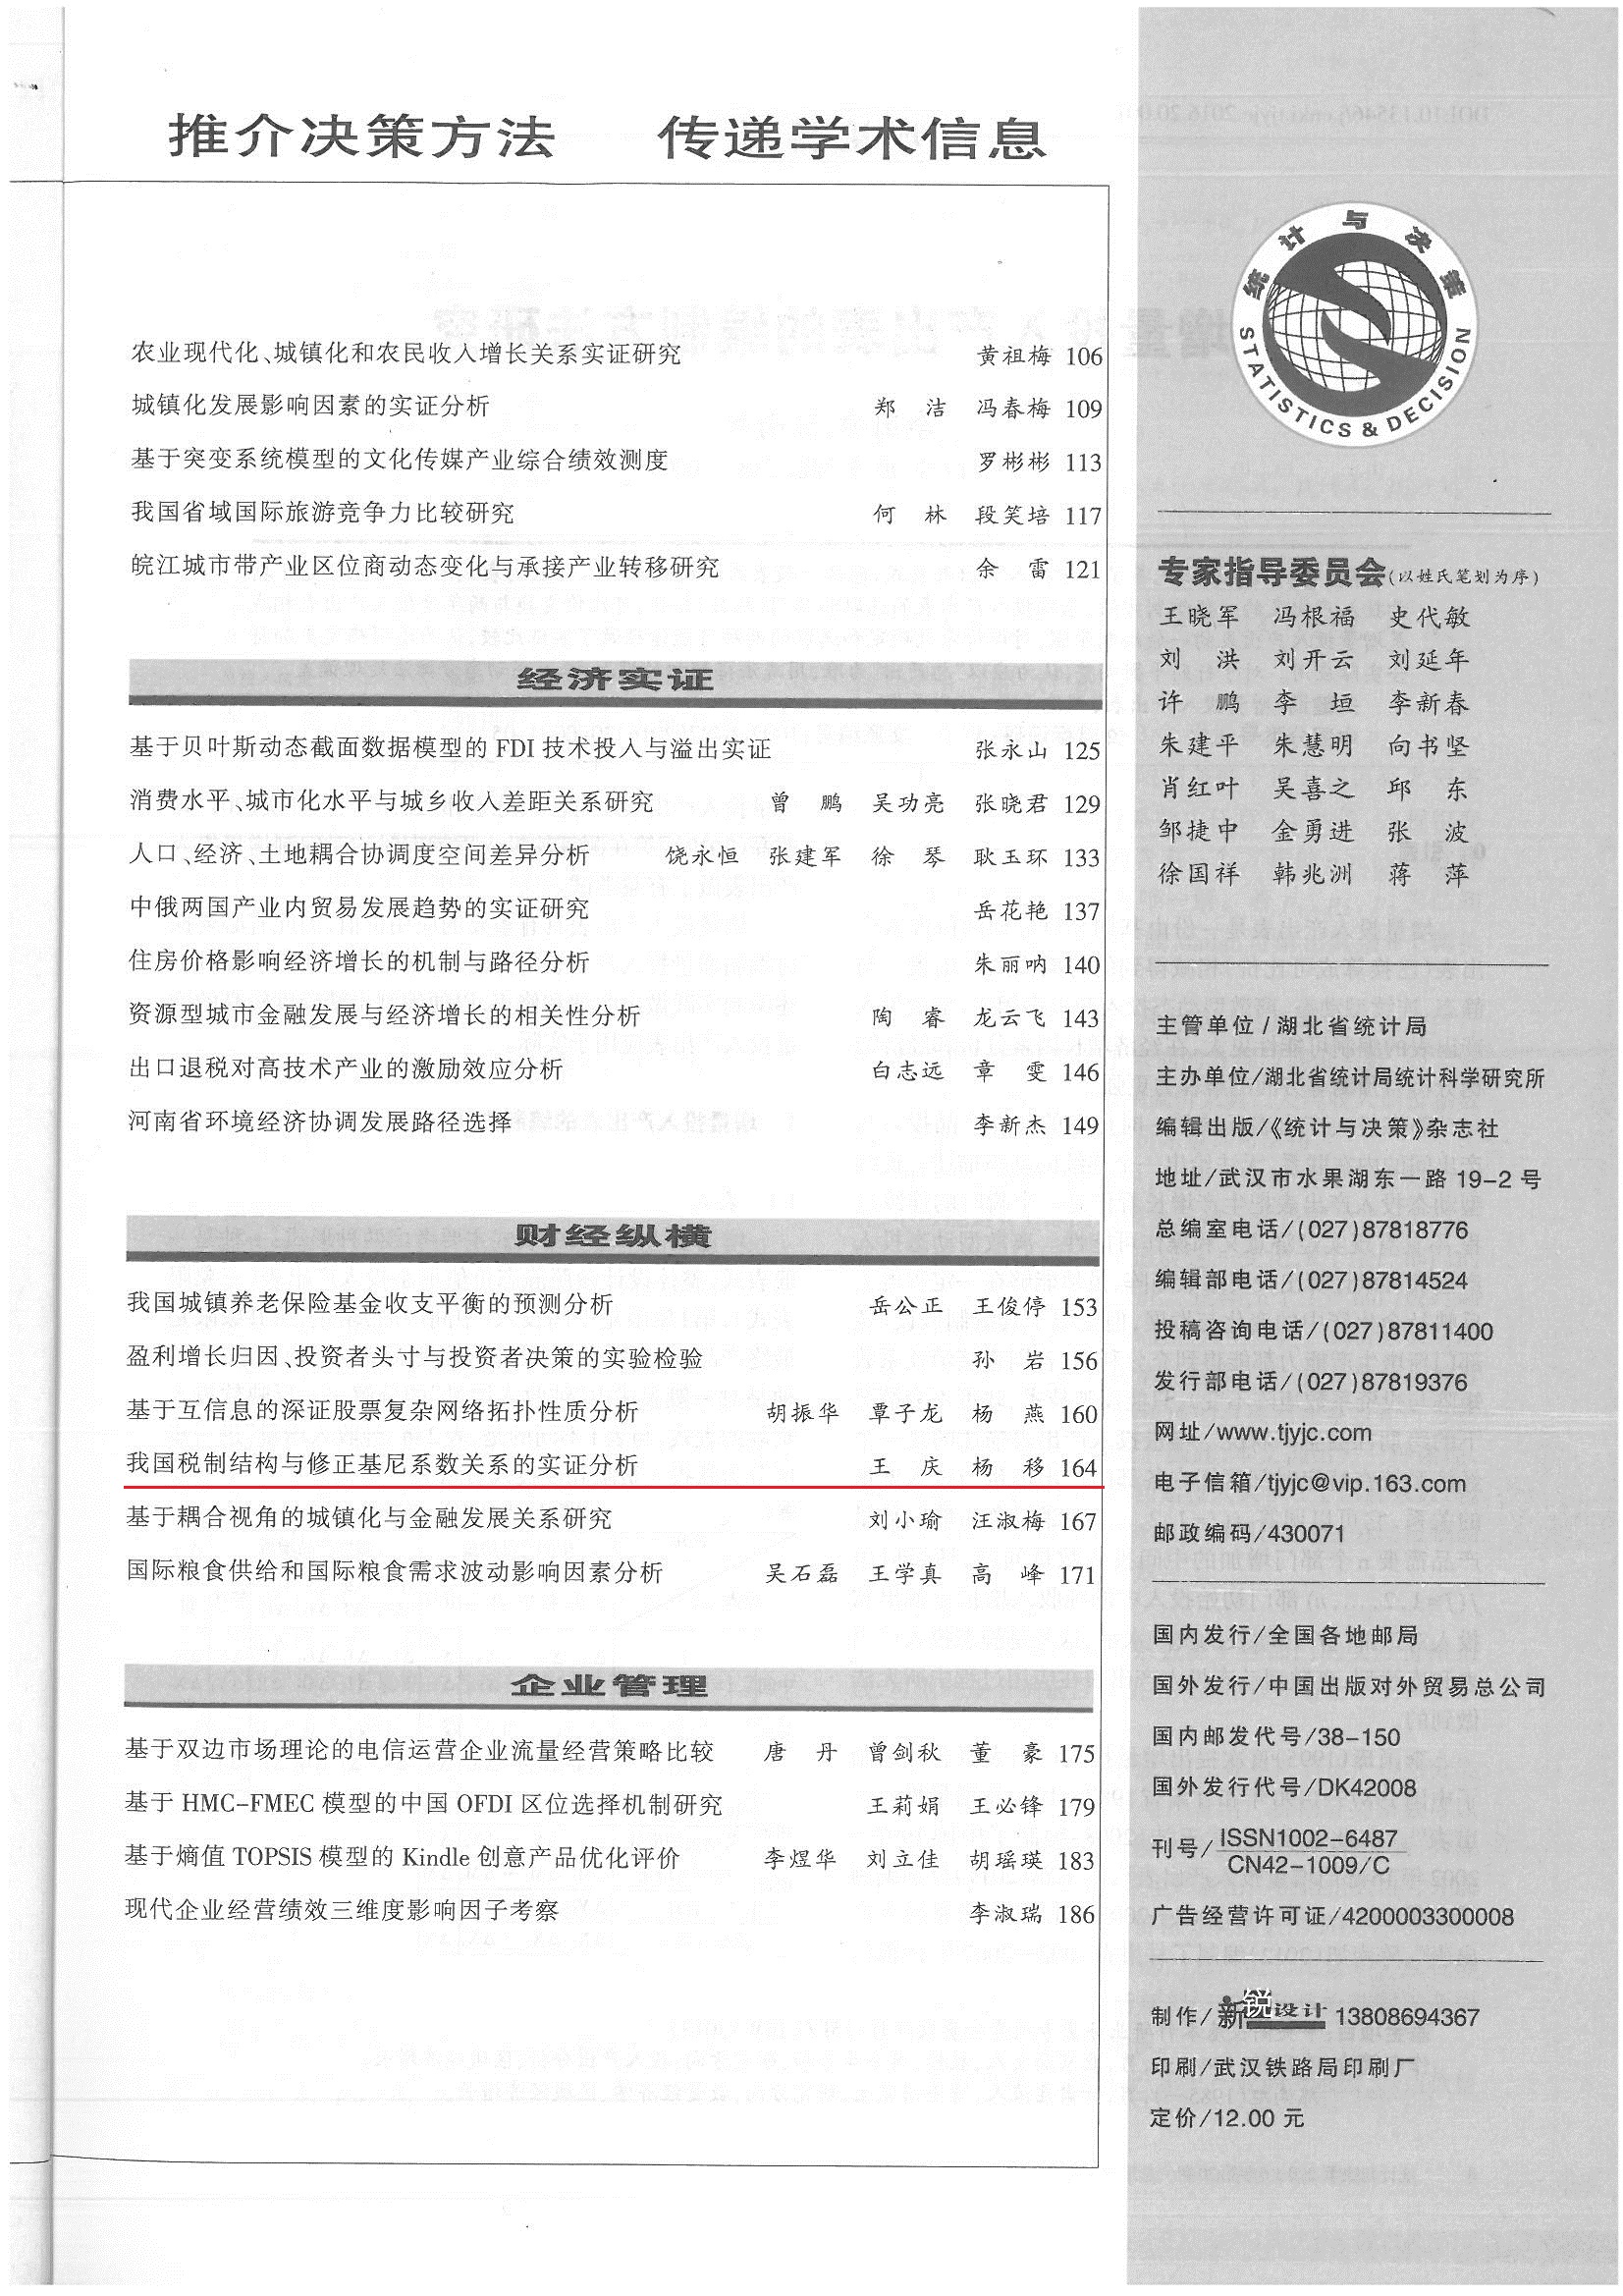 推介决策方法 传递学术信息
农业现代化、城镇化和农民收入增长关系实证研究 黄祖梅 106
城镇化发展影响因素的实证分析 郑 洁 冯春梅 109
基于突变系统模型的文化传媒产业综合绩效测度 罗彬彬 113
我国省域国际旅游竞争力比较研究 何 林 段笑培 117
皖江城市带产业区位商动态变化与承接产业转移研究 余 雷 121
经济实证
基于贝叶斯动态截面数据模型的 FDI 技术投入与溢出实证 张永山 125
消费水平、城市化水平与城乡收入差距关系研究 曾 鹏 吴功亮 张晓君 129
人口、经济、土地耦合协调度空间差异分析 饶永恒 张建军 徐 琴 耿玉环 133
中俄两国产业内贸易发展趋势的实证研究 岳花艳 137
住房价格影响经济增长的机制与路径分析 朱丽呐 140
资源型城市金融发展与经济增长的相关性分析 陶 睿 龙云飞 143
出口退税对高技术产业的激励效应分析 白志远 章 雯 146
河南省环境经济协调发展路径选择 李新杰 149
财经纵横
我国城镇养老保险基金收支平衡的预测分析 岳公正 王俊停 153
盈利增长归因、投资者头寸与投资者决策的实验检验 孙 岩 156
基于互信息的深证股票复杂网络拓扑性质分析 胡振华 覃子龙 杨 燕 160
我国税制结构与修正基尼系数关系的实证分析 王 庆 杨 移 164
基于耦合视角的城镇化与金融发展关系研究 刘小瑜 汪淑梅 167
国际粮食供给和国际粮食需求波动影响因素分析 吴石磊 王学真 高 峰 171
企业管理
基于双边市场理论的电信运营企业流量经营策略比较 唐 丹 曾剑秋 董 豪 175
基于 HMC-FMEC 模型的中国 OFDI 区位选择机制研究 王莉娟 王必锋 179
基于熵值 TOPSIS 模型的 Kindle 创意产品优化评价 李煜华 刘立佳 胡瑶瑛 183
现代企业经营绩效三维度影响因子考察 李淑瑞 186
统计与决策
STATISTICS & DECISION
专家指导委员会(以姓氏笔划为序)
王晓军 冯根福 史代敏
刘 洪 刘开云 刘延年
许 鹏 李 垣 李新春
朱建平 朱慧明 向书坚
肖红叶 吴喜之 邱 东
邹捷中 金勇进 张 波
徐国祥 韩兆洲 蒋 萍
主管单位/湖北省统计局
主办单位/湖北省统计局统计科学研究所
编辑出版/《统计与决策》杂志社
地址/武汉市水果湖东一路 19-2 号
总编室电话/(027)87818776
编辑部电话/(027)87814524
投稿咨询电话/(027)87811400
发行部电话/(027)87819376
网址/www.tjyjc.com
电子信箱/tjyjc@vip.163.com
邮政编码/430071
国内发行/全国各地邮局
国外发行/中国出版对外贸易总公司
国内邮发代号/38-150
国外发行代号/DK42008
刊号/ISSN1002-6487
CN42-1009/C
广告经营许可证/4200003300008
制作/新锐设计 13808694367
印刷/武汉铁路局印刷厂
定价/12.00 元